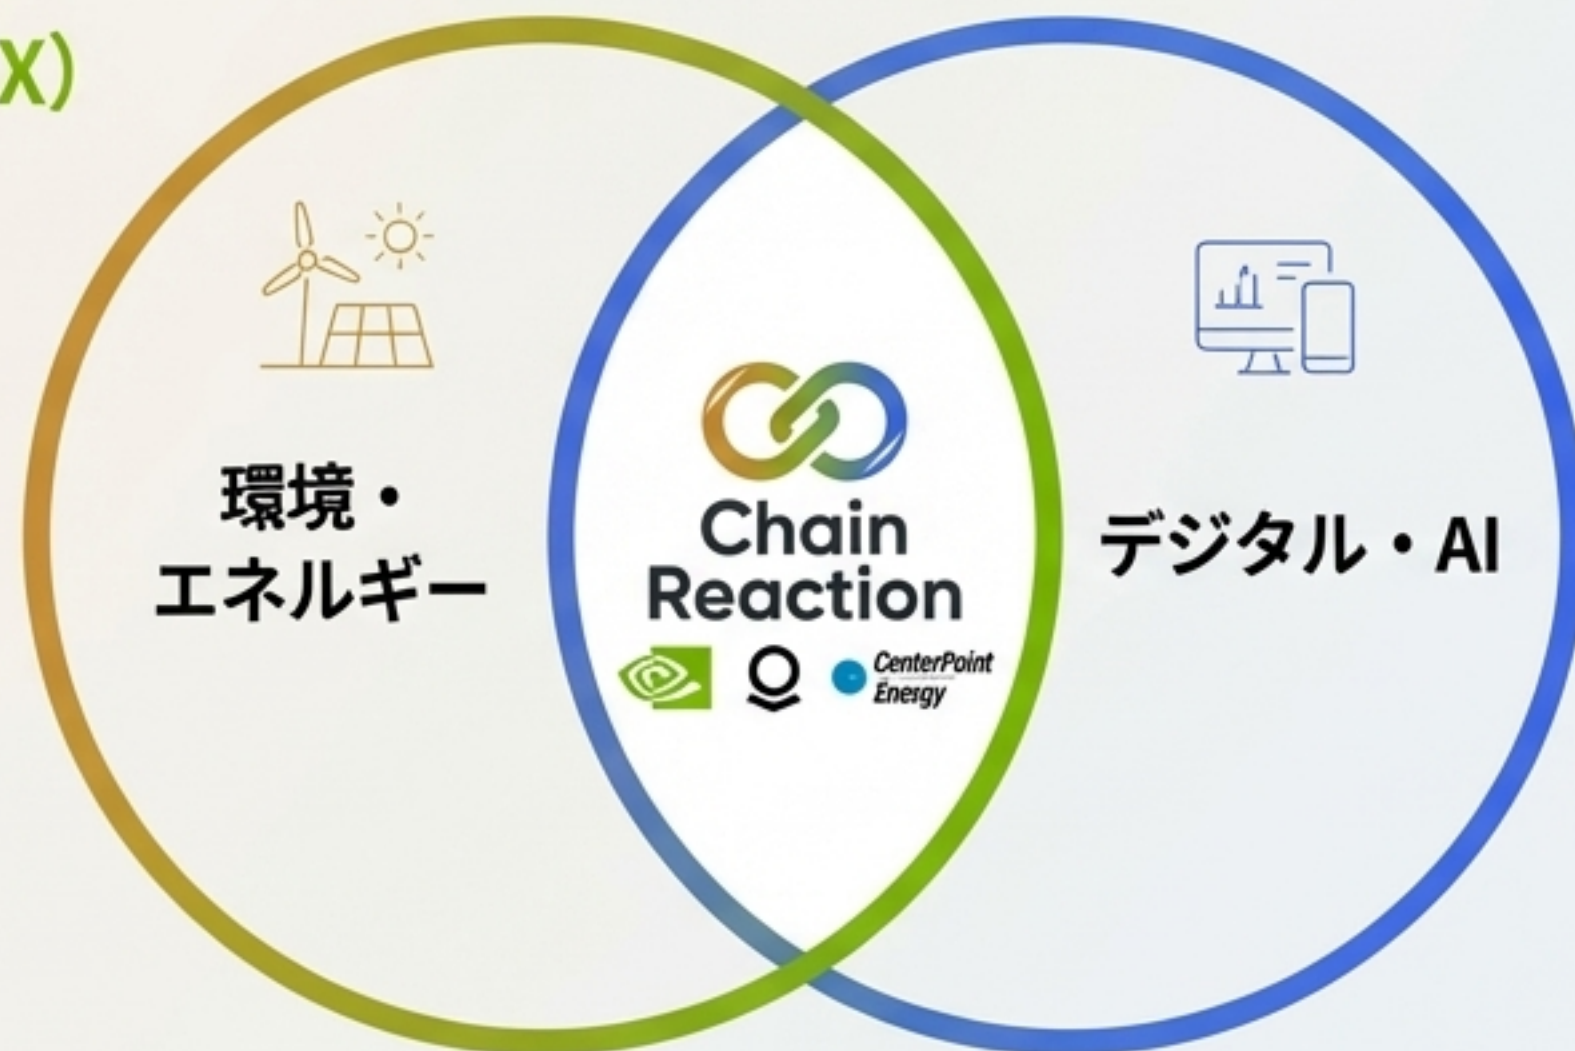 X)
環境・
エネルギー
Chain
Reaction
CenterPoint
Energy
デジタル・AI